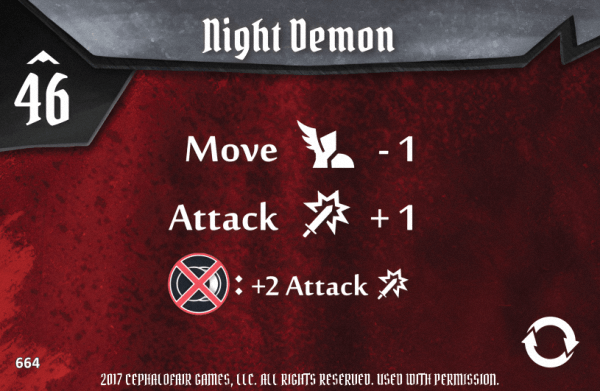 Night Demon
46
Move - 1
Attack + 1
: +2 Attack
664
2017 CEPHALOFAIR GAMES, LLC. ALL RIGHTS RESERVED. USED WITH PERMISSION.